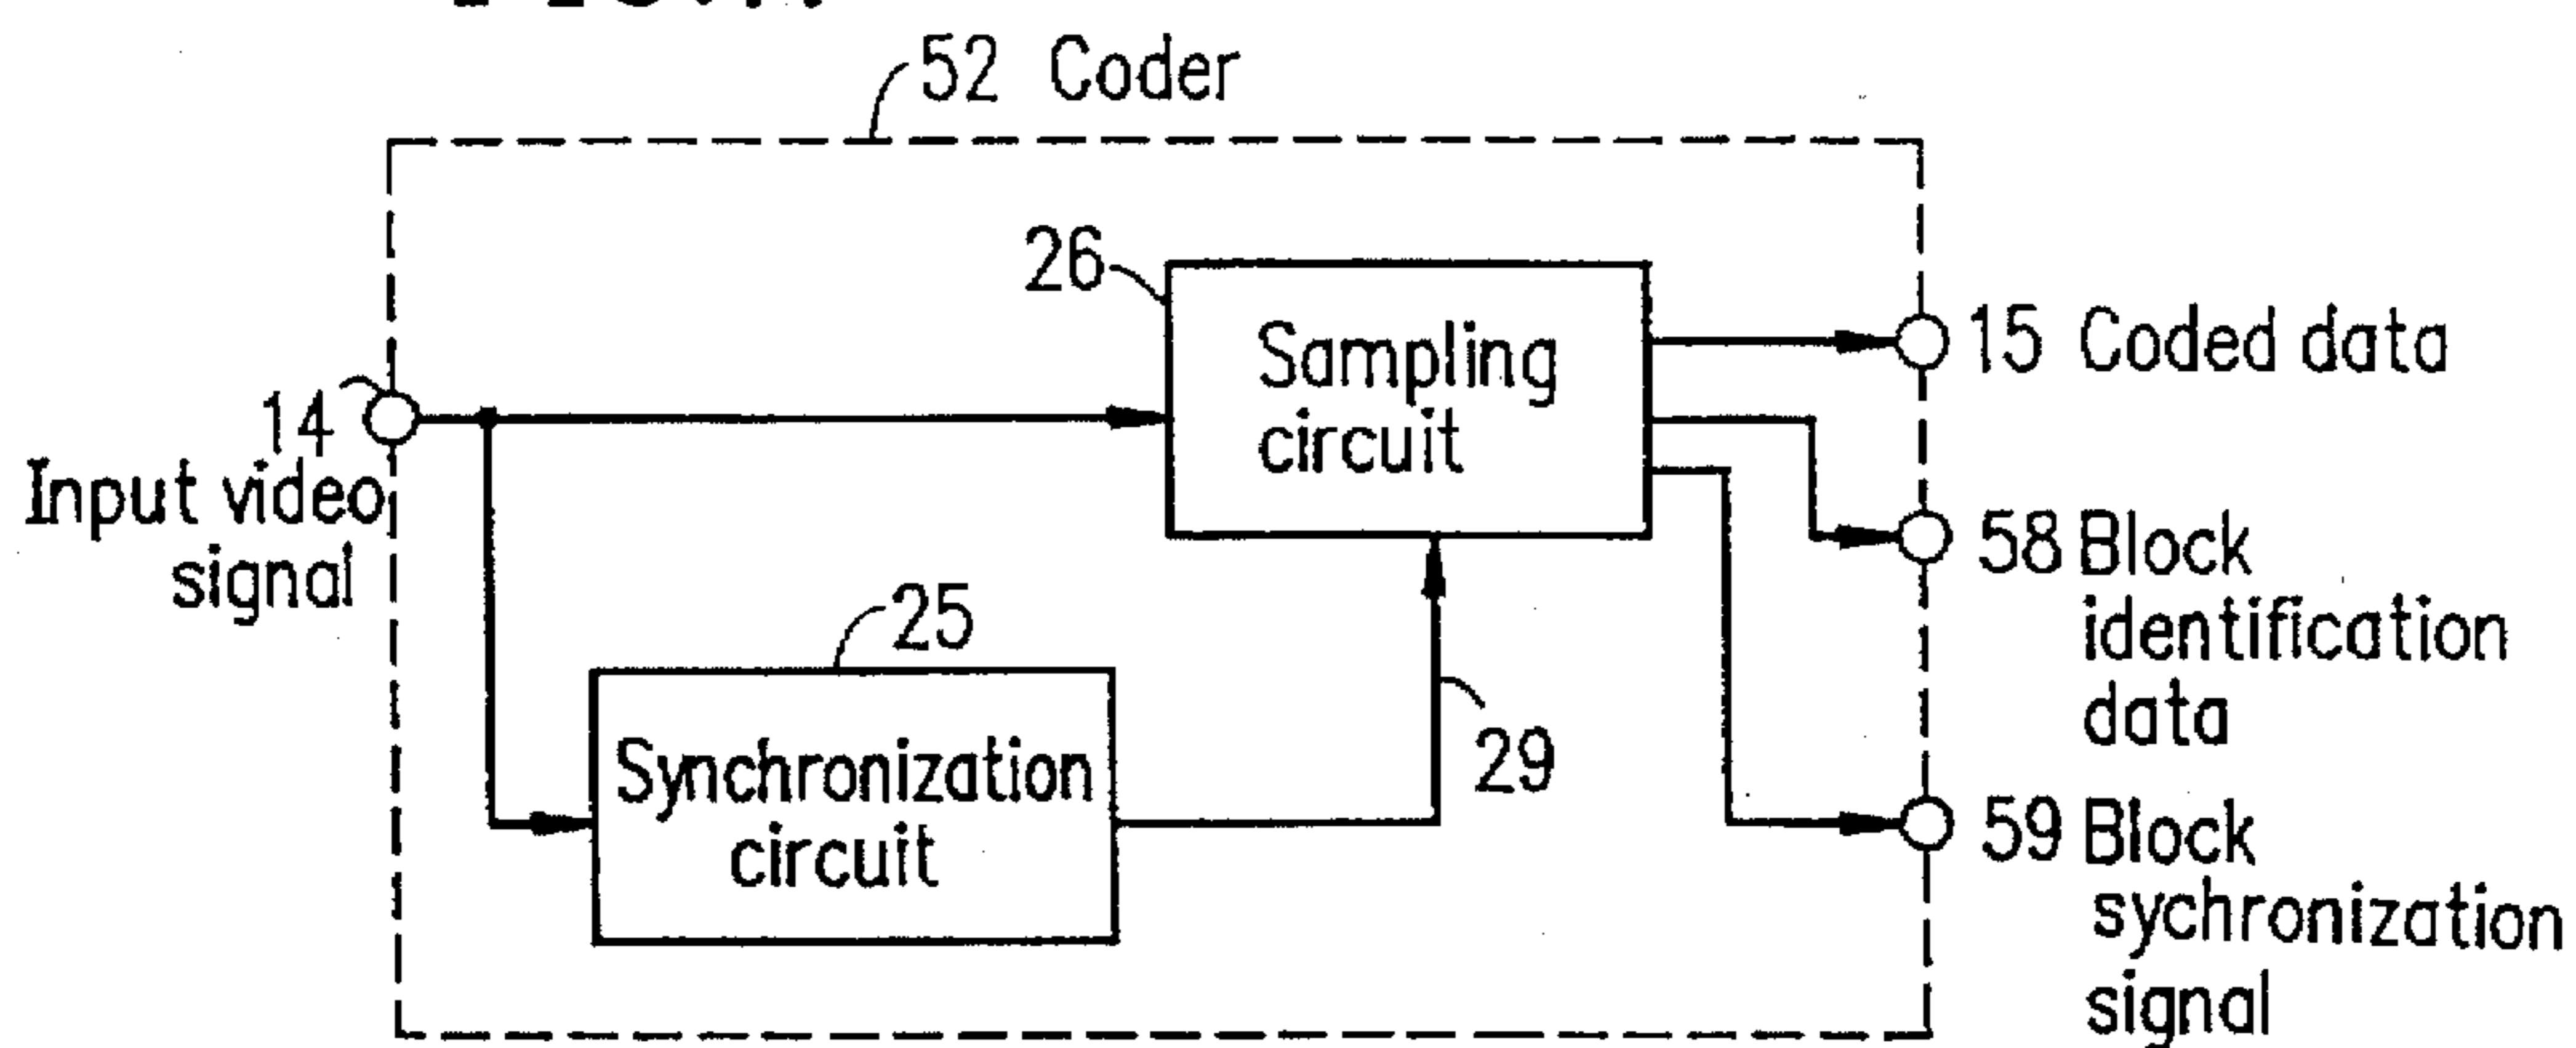 52 Coder
26
Sampling
circuit
15 Coded data
14
Input video
signal
58 Block
identification
data
25
Synchronization
circuit
29
59 Block
sychronization
signal